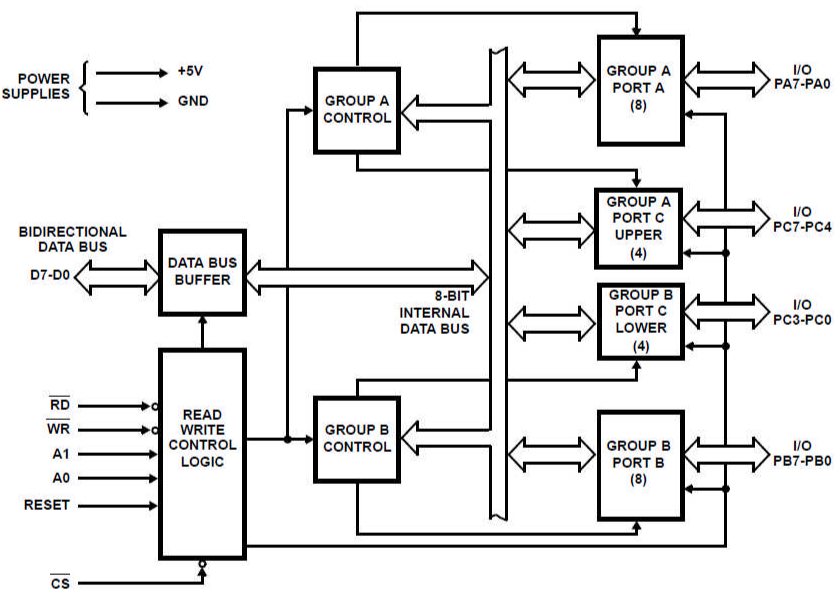 POWER
SUPPLIES
+5V
GND
GROUP A
CONTROL
GROUP A
PORT A
(8)
I/O
PA7-PA0
GROUP A
PORT C
UPPER
(4)
I/O
PC7-PC4
BIDIRECTIONAL
DATA BUS
D7-D0
DATA BUS
BUFFER
8-BIT
INTERNAL
DATA BUS
GROUP B
PORT C
LOWER
(4)
I/O
PC3-PC0
RD
WR
A1
A0
RESET
CS
READ
WRITE
CONTROL
LOGIC
GROUP B
CONTROL
GROUP B
PORT B
(8)
I/O
PB7-PB0